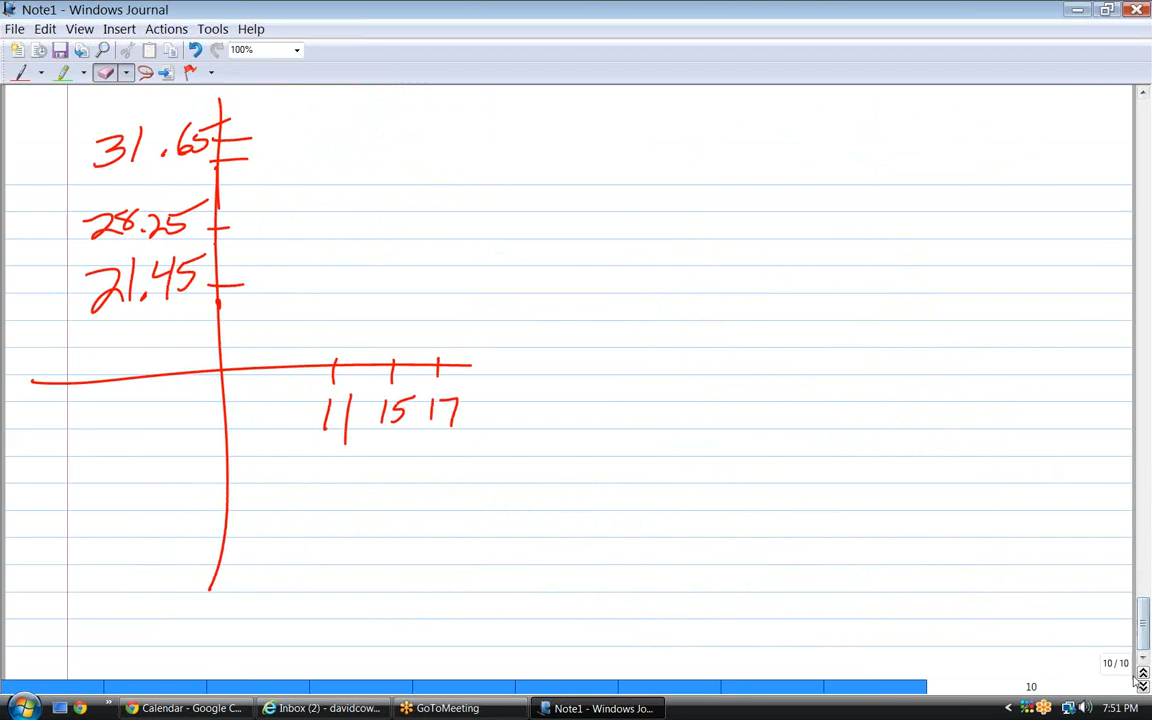 Note1 - Windows Journal
File Edit View Insert Actions Tools Help
100%
31.65
28.25
21.45
11 15 17
10 / 10
10
Calendar - Google C... Inbox (2) - davidcow... GoToMeeting Note1 - Windows Jo... 7:51 PM